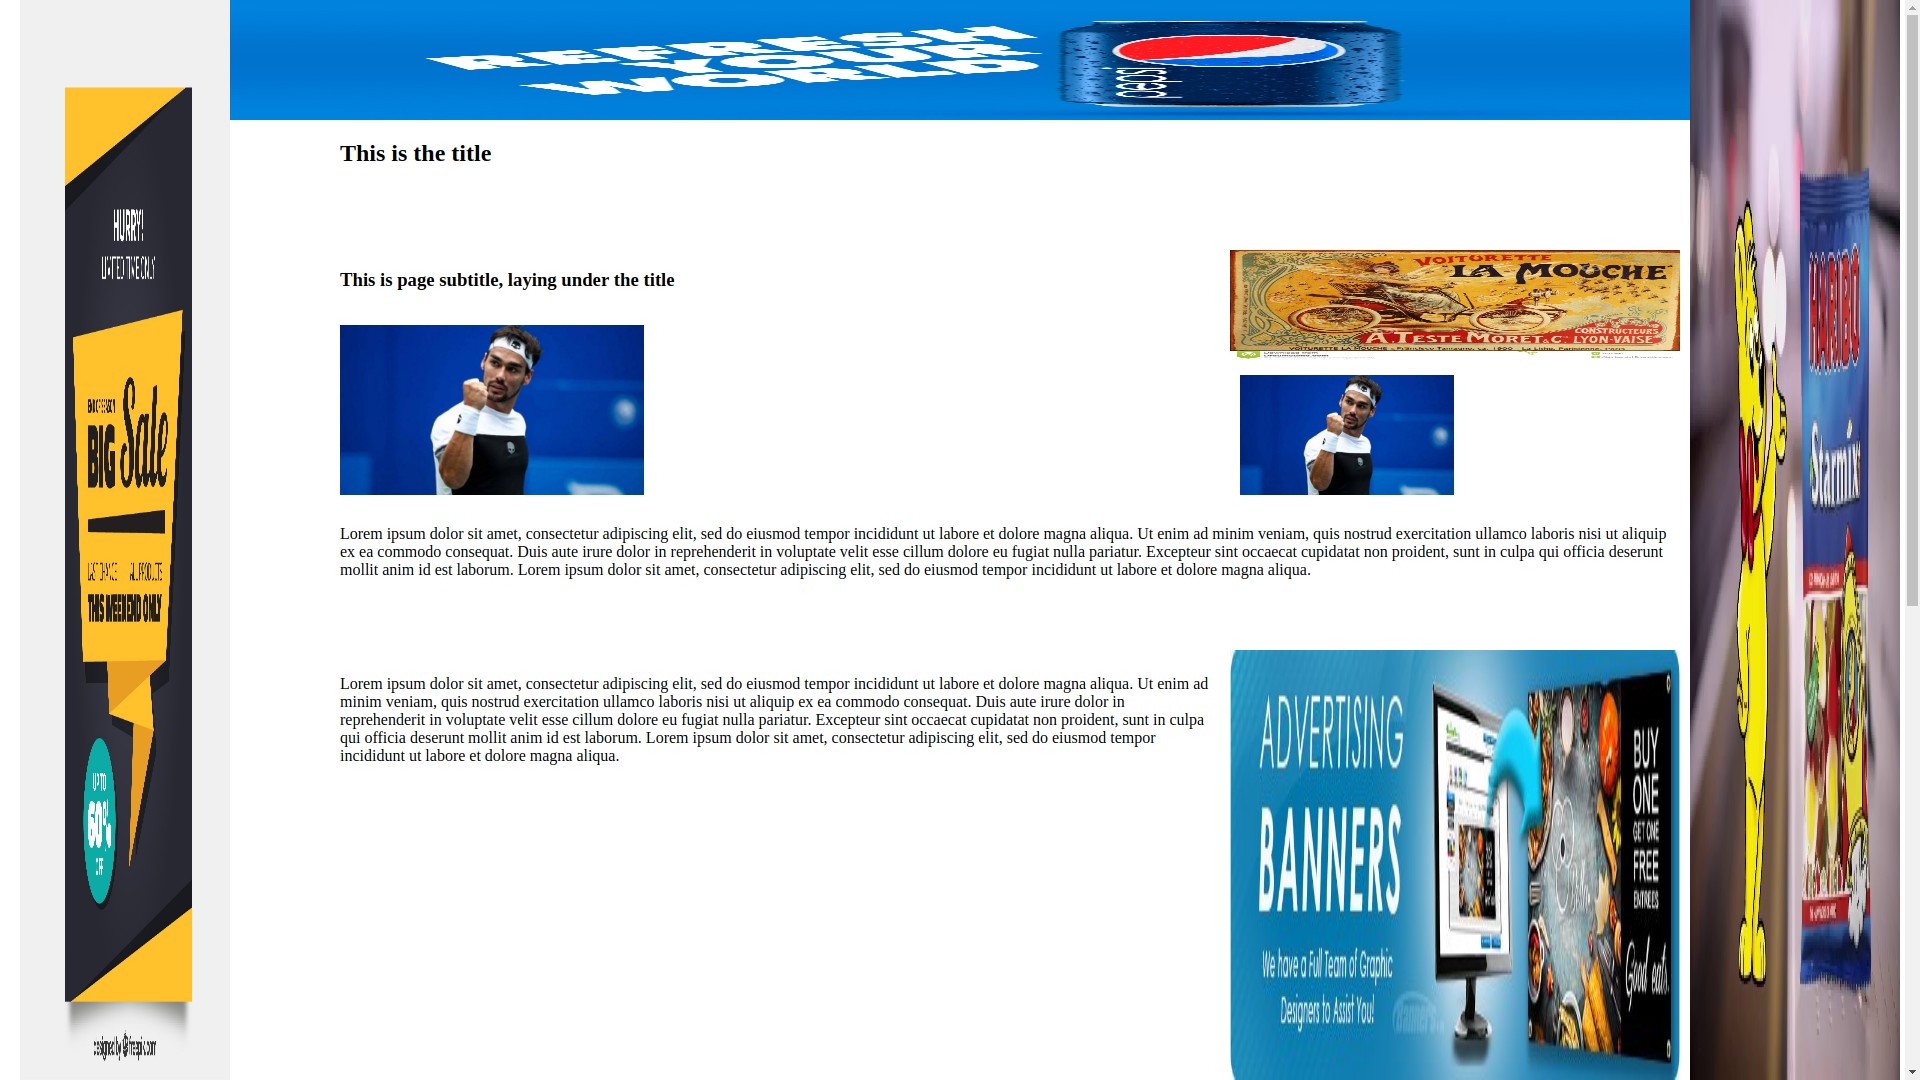 REFRESH
YOUR
WORLD
pepsi
This is the title
HURRY!
LIMITED TIME ONLY
END OF SEASON
BIG Sale
LAST CHANCE ALL PRODUCTS
THIS WEEKEND ONLY
UP TO
60%
OFF
designed by freepik.com
This is page subtitle, laying under the title
VOITURETTE
LA MOUCHE
CONSTRUCTEURS
A.TESTE MORET & C. LYON-VAISE
HARIBO
Starmix
Lorem ipsum dolor sit amet, consectetur adipiscing elit, sed do eiusmod tempor incididunt ut labore et dolore magna aliqua. Ut enim ad minim veniam, quis nostrud exercitation ullamco laboris nisi ut aliquip
ex ea commodo consequat. Duis aute irure dolor in reprehenderit in voluptate velit esse cillum dolore eu fugiat nulla pariatur. Excepteur sint occaecat cupidatat non proident, sunt in culpa qui officia deserunt
mollit anim id est laborum. Lorem ipsum dolor sit amet, consectetur adipiscing elit, sed do eiusmod tempor incididunt ut labore et dolore magna aliqua.
Lorem ipsum dolor sit amet, consectetur adipiscing elit, sed do eiusmod tempor incididunt ut labore et dolore magna aliqua. Ut enim ad
minim veniam, quis nostrud exercitation ullamco laboris nisi ut aliquip ex ea commodo consequat. Duis aute irure dolor in
reprehenderit in voluptate velit esse cillum dolore eu fugiat nulla pariatur. Excepteur sint occaecat cupidatat non proident, sunt in culpa
qui officia deserunt mollit anim id est laborum. Lorem ipsum dolor sit amet, consectetur adipiscing elit, sed do eiusmod tempor
incididunt ut labore et dolore magna aliqua.
ADVERTISING
BANNERS
We have a Full Team of Graphic
Designers to Assist You!
BUY
ONE
GET ONE
FREE
ENTREES
Good eats.
Bistro